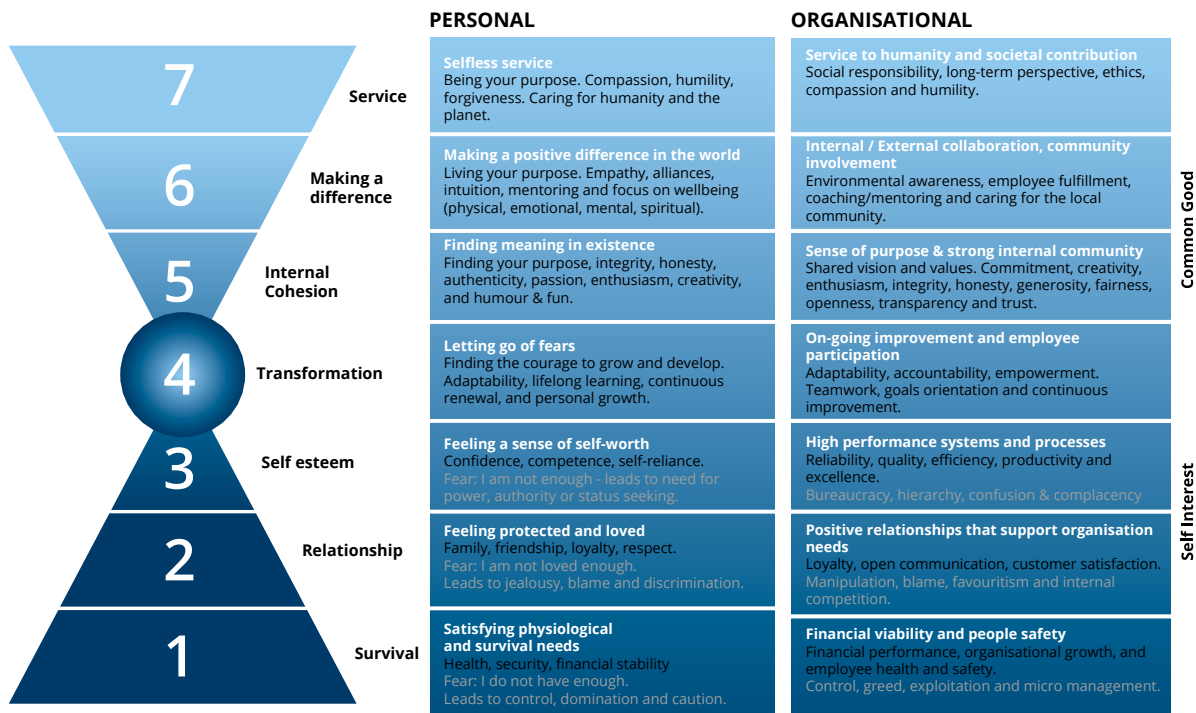 PERSONAL
ORGANISATIONAL
7
Service
Selfless service
Being your purpose. Compassion, humility,
forgiveness. Caring for humanity and the
planet.
Service to humanity and societal contribution
Social responsibility, long-term perspective, ethics,
compassion and humility.
6
Making a
difference
Making a positive difference in the world
Living your purpose. Empathy, alliances,
intuition, mentoring and focus on wellbeing
(physical, emotional, mental, spiritual).
Internal / External collaboration, community
involvement
Environmental awareness, employee fulfillment,
coaching/mentoring and caring for the local
community.
5
Internal
Cohesion
Finding meaning in existence
Finding your purpose, integrity, honesty,
authenticity, passion, enthusiasm, creativity,
and humour & fun.
Sense of purpose & strong internal community
Shared vision and values. Commitment, creativity,
enthusiasm, integrity, honesty, generosity, fairness,
openness, transparency and trust.
Common Good
4
Transformation
Letting go of fears
Finding the courage to grow and develop.
Adaptability, lifelong learning, continuous
renewal, and personal growth.
On-going improvement and employee
participation
Adaptability, accountability, empowerment.
Teamwork, goals orientation and continuous
improvement.
3
Self esteem
Feeling a sense of self-worth
Confidence, competence, self-reliance.
Fear: I am not enough - leads to need for
power, authority or status seeking.
High performance systems and processes
Reliability, quality, efficiency, productivity and
excellence.
Bureaucracy, hierarchy, confusion & complacency
2
Relationship
Feeling protected and loved
Family, friendship, loyalty, respect.
Fear: I am not loved enough.
Leads to jealousy, blame and discrimination.
Positive relationships that support organisation
needs
Loyalty, open communication, customer satisfaction.
Manipulation, blame, favouritism and internal
competition.
Self Interest
1
Survival
Satisfying physiological
and survival needs
Health, security, financial stability
Fear: I do not have enough.
Leads to control, domination and caution.
Financial viability and people safety
Financial performance, organisational growth, and
employee health and safety.
Control, greed, exploitation and micro management.